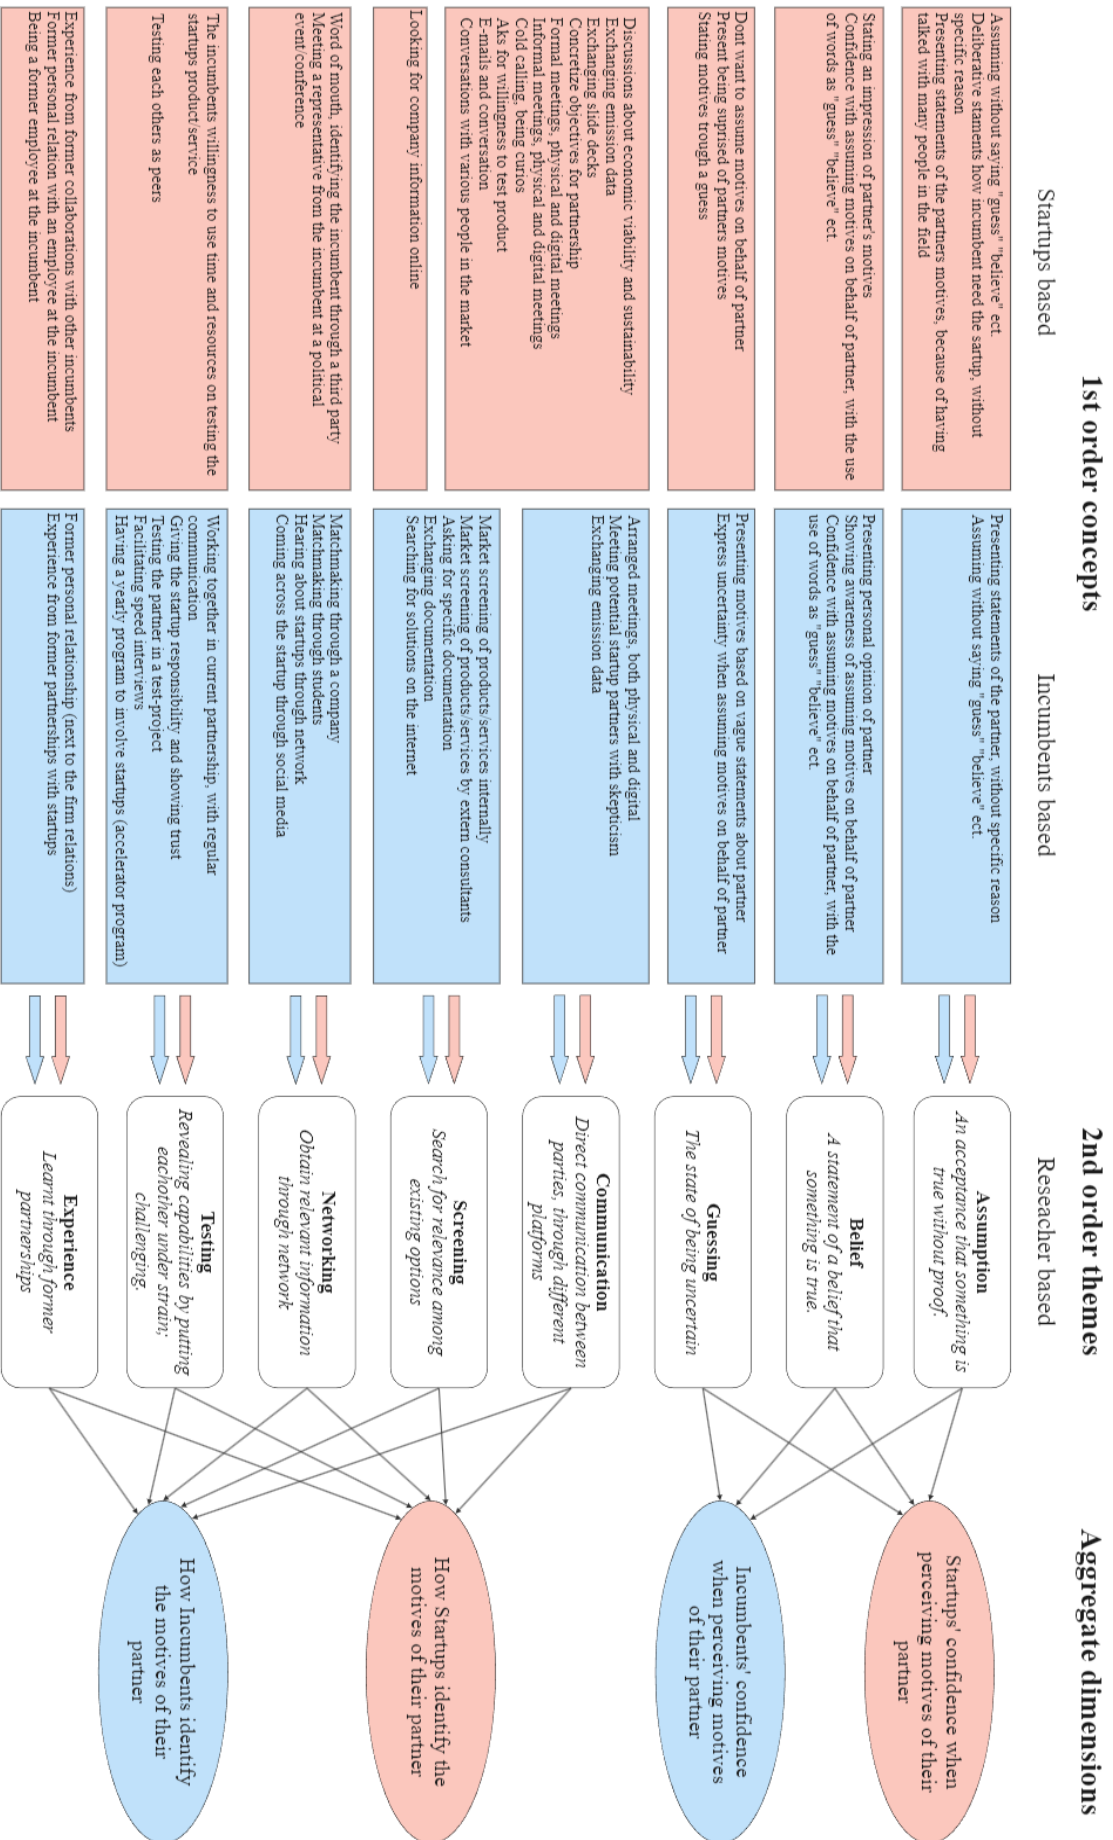 1st order concepts
2nd order themes
Aggregate dimensions
Startups based
Incumbents based
Reseacher based
Assuming without saying "guess" "believe" ect.
Deliberative staments how incumbent need the sartup, without
specific reason
Presenting statements of the partners motives, because of having
talked with many people in the field
Presenting statements of the partner, without specific reason
Assuming without saying "guess" "believe" ect.
Assumption
An acceptance that something is
true without proof.
Stating an impression of partner's motives
Confidence with assuming motives on behalf of partner, with the use
of words as "guess" "believe" ect.
Presenting personal opinion of partner
Showing awareness of assuming motives on behalf of partner
Confidence with assuming motives on behalf of partner, with the
use of words as "guess" "believe" ect.
Belief
A statement of a belief that
something is true.
Dont want to assume motives on behalf of partner
Present being suprised of partners motives
Stating motives trough a guess
Presenting motives based on vague statements about partner
Express uncertainty when assuming motives on behalf of partner
Guessing
The state of being uncertain
Discussions about economic viability and sustainability
Exchanging emission data
Exchanging slide decks
Concretize objectives for partnership
Formal meetings, physical and digital meetings
Informal meetings, physical and digital meetings
Cold calling, being curios
Aks for willingness to test product
E-mails and conversation
Conversations with various people in the market
Arranged meetings, both physical and digital
Meeting potential startup partners with skepticism
Exchanging emission data
Communication
Direct communication between
parties, through different
platforms
Looking for company information online
Market screening of products/services internally
Market screening of products/services by extern consultants
Asking for specific documentation
Exchanging documentation
Searching for solutions on the internet
Screening
Search for relevance among
existing options
Word of mouth, identifying the incumbent through a third party
Meeting a representative from the incumbent at a political
event/conference
Matchmaking through a company
Matchmaking through students
Hearing about startups through network
Coming across the startup through social media
Networking
Obtain relevant information
through network
The incumbents willingness to use time and resources on testing the
startups product/service
Testing each others as peers
Working together in current partnership, with regular
communication
Giving the startup responsibility and showing trust
Testing the partner in a test-project
Facilitating speed interviews
Having a yearly program to involve startups (accelerator program)
Testing
Revealing capabilities by putting
eachother under strain;
challenging.
Experience from former collaborations with other incumbents
Former personal relation with an employee at the incumbent
Being a former employee at the incumbent
Former personal relationship (next to the firm relations)
Experience from former partnerships with startups
Experience
Learnt through former
partnerships
Startups' confidence when
perceiving motives of their
partner
Incumbents' confidence
when perceiving motives
of their partner
How Startups identify the
motives of their partner
How Incumbents identify
the motives of their
partner